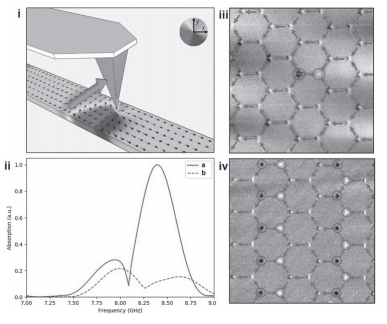 i
y
x
iii
ii
1.0
0.8
0.6
0.4
0.2
0.0
Absorption (a.u.)
a
b
7.00 7.25 7.50 7.75 8.00 8.25 8.50 8.75 9.0
Frequency (GHz)
iv